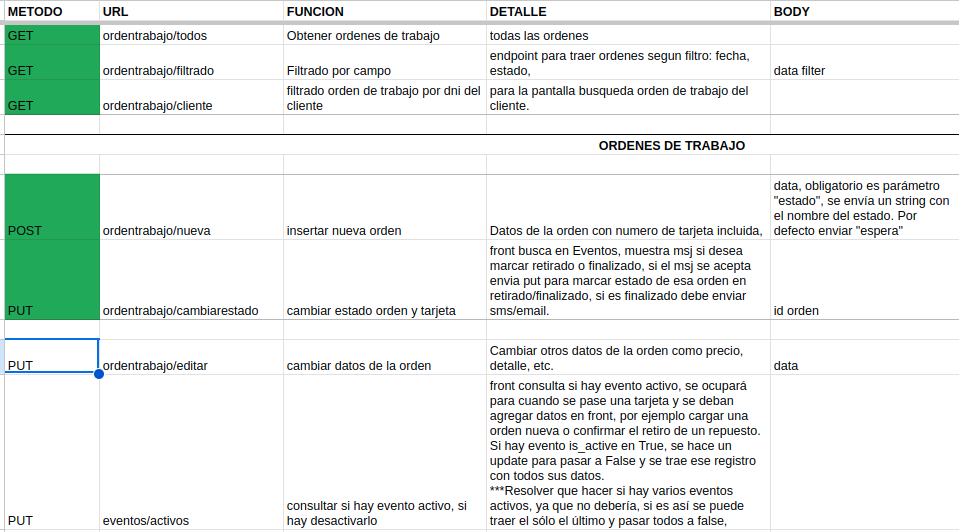 METODO URL FUNCION DETALLE BODY
GET ordentrabajo/todos Obtener ordenes de trabajo todas las ordenes
GET ordentrabajo/filtrado Filtrado por campo endpoint para traer ordenes segun filtro: fecha,
estado, data filter
GET ordentrabajo/cliente filtrado orden de trabajo por dni del
cliente para la pantalla busqueda orden de trabajo del
cliente.
ORDENES DE TRABAJO
POST ordentrabajo/nueva insertar nueva orden Datos de la orden con numero de tarjeta incluida,
data, obligatorio es parámetro
"estado", se envía un string con
el nombre del estado. Por
defecto enviar "espera"
PUT ordentrabajo/cambiarestado cambiar estado orden y tarjeta
front busca en Eventos, muestra msj si desea
marcar retirado o finalizado, si el msj se acepta
envia put para marcar estado de esa orden en
retirado/finalizado, si es finalizado debe enviar
sms/email.
id orden
PUT ordentrabajo/editar cambiar datos de la orden
Cambiar otros datos de la orden como precio,
detalle, etc.
data
PUT eventos/activos
consultar si hay evento activo, si
hay desactivarlo
front consulta si hay evento activo, se ocupará
para cuando se pase una tarjeta y se deban
agregar datos en front, por ejemplo cargar una
orden nueva o confirmar el retiro de un repuesto.
Si hay evento is_active en True, se hace un
update para pasar a False y se trae ese registro
con todos sus datos.
***Resolver que hacer si hay varios eventos
activos, ya que no debería, si es así se puede
traer el sólo el último y pasar todos a false,